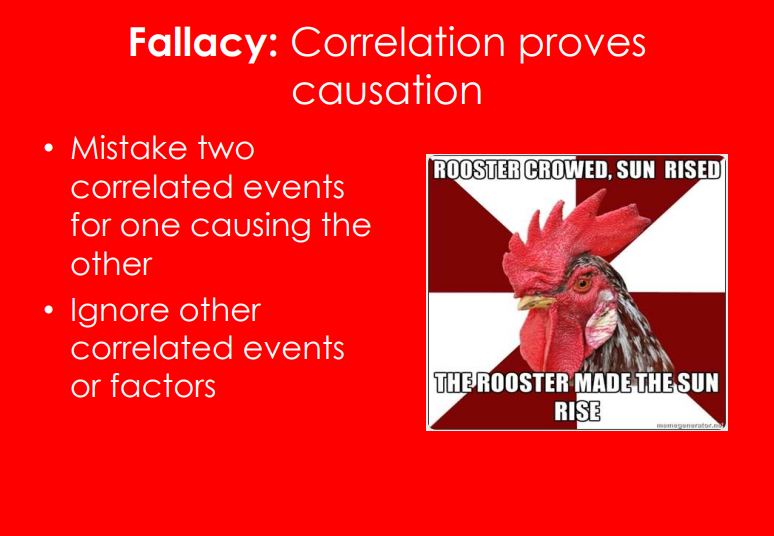 Fallacy: Correlation proves
causation
• Mistake two
correlated events
for one causing the
other
• Ignore other
correlated events
or factors
ROOSTER CROWED, SUN RISED
THE ROOSTER MADE THE SUN
RISE
memegenerator.net